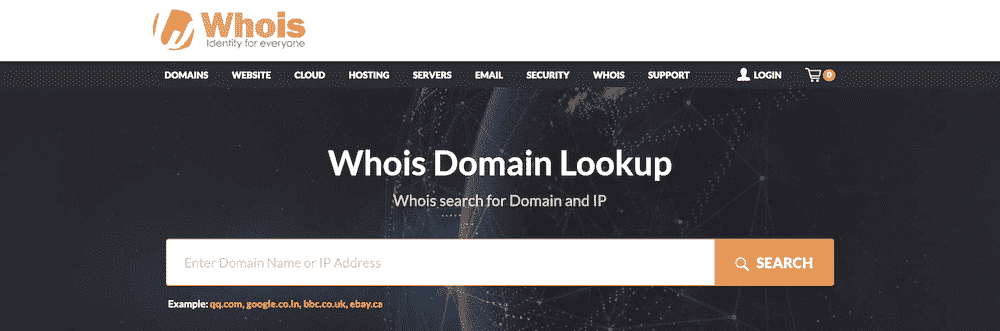 Whois
Identity for everyone
DOMAINS WEBSITE CLOUD HOSTING SERVERS EMAIL SECURITY WHOIS SUPPORT LOGIN 0
Whois Domain Lookup
Whois search for Domain and IP
Enter Domain Name or IP Address SEARCH
Example: qq.com, google.co.in, bbc.co.uk, ebay.ca